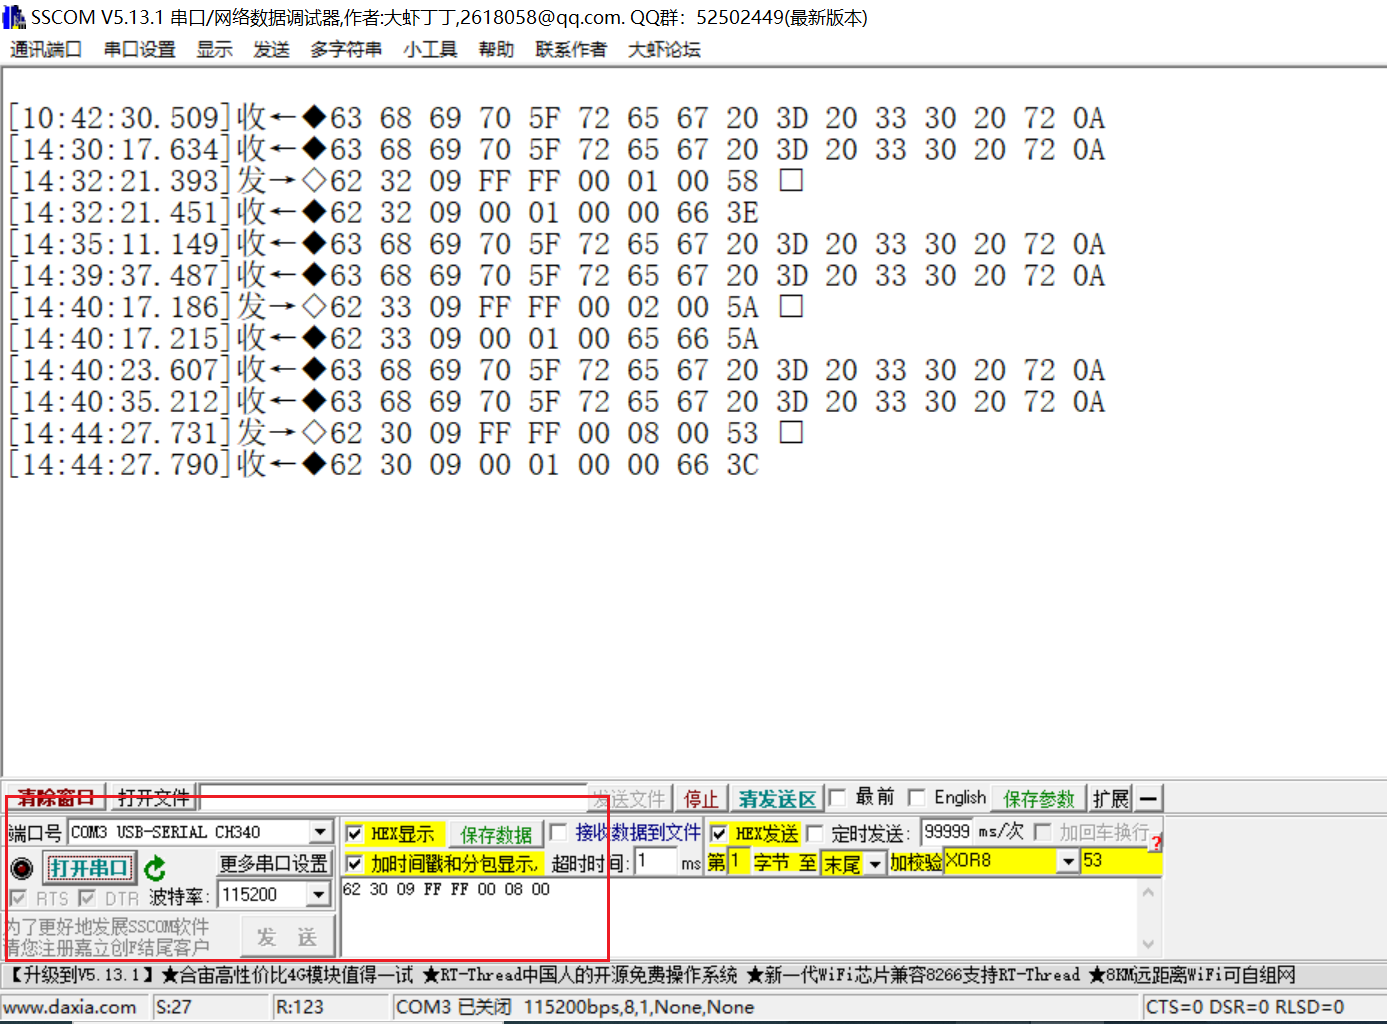 SSCOM V5.13.1 串口/网络数据调试器,作者:大虾丁丁,2618058@qq.com. QQ群: 52502449(最新版本)
通讯端口 串口设置 显示 发送 多字符串 小工具 帮助 联系作者 大虾论坛
[10:42:30.509]收←◆63 68 69 70 5F 72 65 67 20 3D 20 33 30 20 72 0A
[14:30:17.634]收←◆63 68 69 70 5F 72 65 67 20 3D 20 33 30 20 72 0A
[14:32:21.393]发→◇62 32 09 FF FF 00 01 00 58 □
[14:32:21.451]收←◆62 32 09 00 01 00 00 66 3E
[14:35:11.149]收←◆63 68 69 70 5F 72 65 67 20 3D 20 33 30 20 72 0A
[14:39:37.487]收←◆63 68 69 70 5F 72 65 67 20 3D 20 33 30 20 72 0A
[14:40:17.186]发→◇62 33 09 FF FF 00 02 00 5A □
[14:40:17.215]收←◆62 33 09 00 01 00 65 66 5A
[14:40:23.607]收←◆63 68 69 70 5F 72 65 67 20 3D 20 33 30 20 72 0A
[14:40:35.212]收←◆63 68 69 70 5F 72 65 67 20 3D 20 33 30 20 72 0A
[14:44:27.731]发→◇62 30 09 FF FF 00 08 00 53 □
[14:44:27.790]收←◆62 30 09 00 01 00 00 66 3C
清除窗口 打开文件 发送文件 停止 清发送区 最前 English 保存参数 扩展 —
端口号 COM3 USB-SERIAL CH340 HEX显示 保存数据 接收数据到文件 HEX发送 定时发送: 99999 ms/次 加回车换行 ?
打开串口 更多串口设置 加时间戳和分包显示, 超时时间: 1 ms 第 1 字节 至 末尾 加校验 XOR8 53
RTS DTR 波特率: 115200 62 30 09 FF FF 00 08 00
为了更好地发展SSCOM软件
请您注册嘉立创F结尾客户
发 送
【升级到V5.13.1】★合宙高性价比4G模块值得一试 ★RT-Thread中国人的开源免费操作系统 ★新一代WiFi芯片兼容8266支持RT-Thread ★8KM远距离WiFi可自组网
www.daxia.com S:27 R:123 COM3 已关闭 115200bps,8,1,None,None CTS=0 DSR=0 RLSD=0